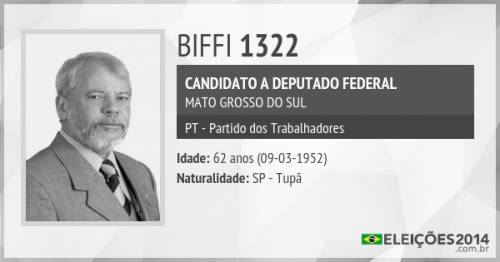 BIFFI 1322
CANDIDATO A DEPUTADO FEDERAL
MATO GROSSO DO SUL
PT - Partido dos Trabalhadores
Idade: 62 anos (09-03-1952)
Naturalidade: SP - Tupã
ELEIÇÕES2014
.com.br